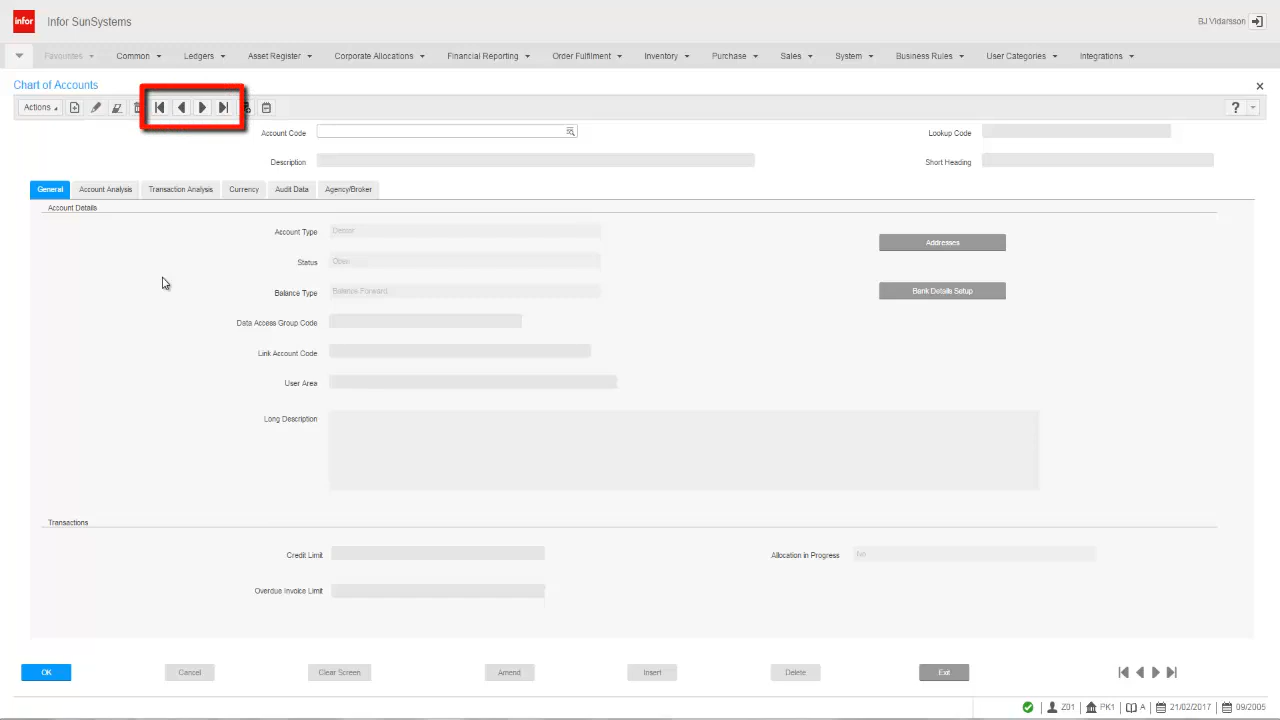 infor Infor SunSystems BJ Vidarsson
Favourites Common Ledgers Asset Register Corporate Allocations Financial Reporting Order Fulfilment Inventory Purchase Sales System Business Rules User Categories Integrations
Chart of Accounts
Actions ?
Account Code Lookup Code
Description Short Heading
General Account Analysis Transaction Analysis Currency Audit Data Agency/Broker
Account Details
Account Type Debtor Addresses
Status Open
Balance Type Balance Forward Bank Details Setup
Data Access Group Code
Link Account Code
User Area
Long Description
Transactions
Credit Limit Allocation in Progress No
Overdue Invoice Limit
OK Cancel Clear Screen Amend Insert Delete Exit
Z01 PK1 A 21/02/2017 09/2005